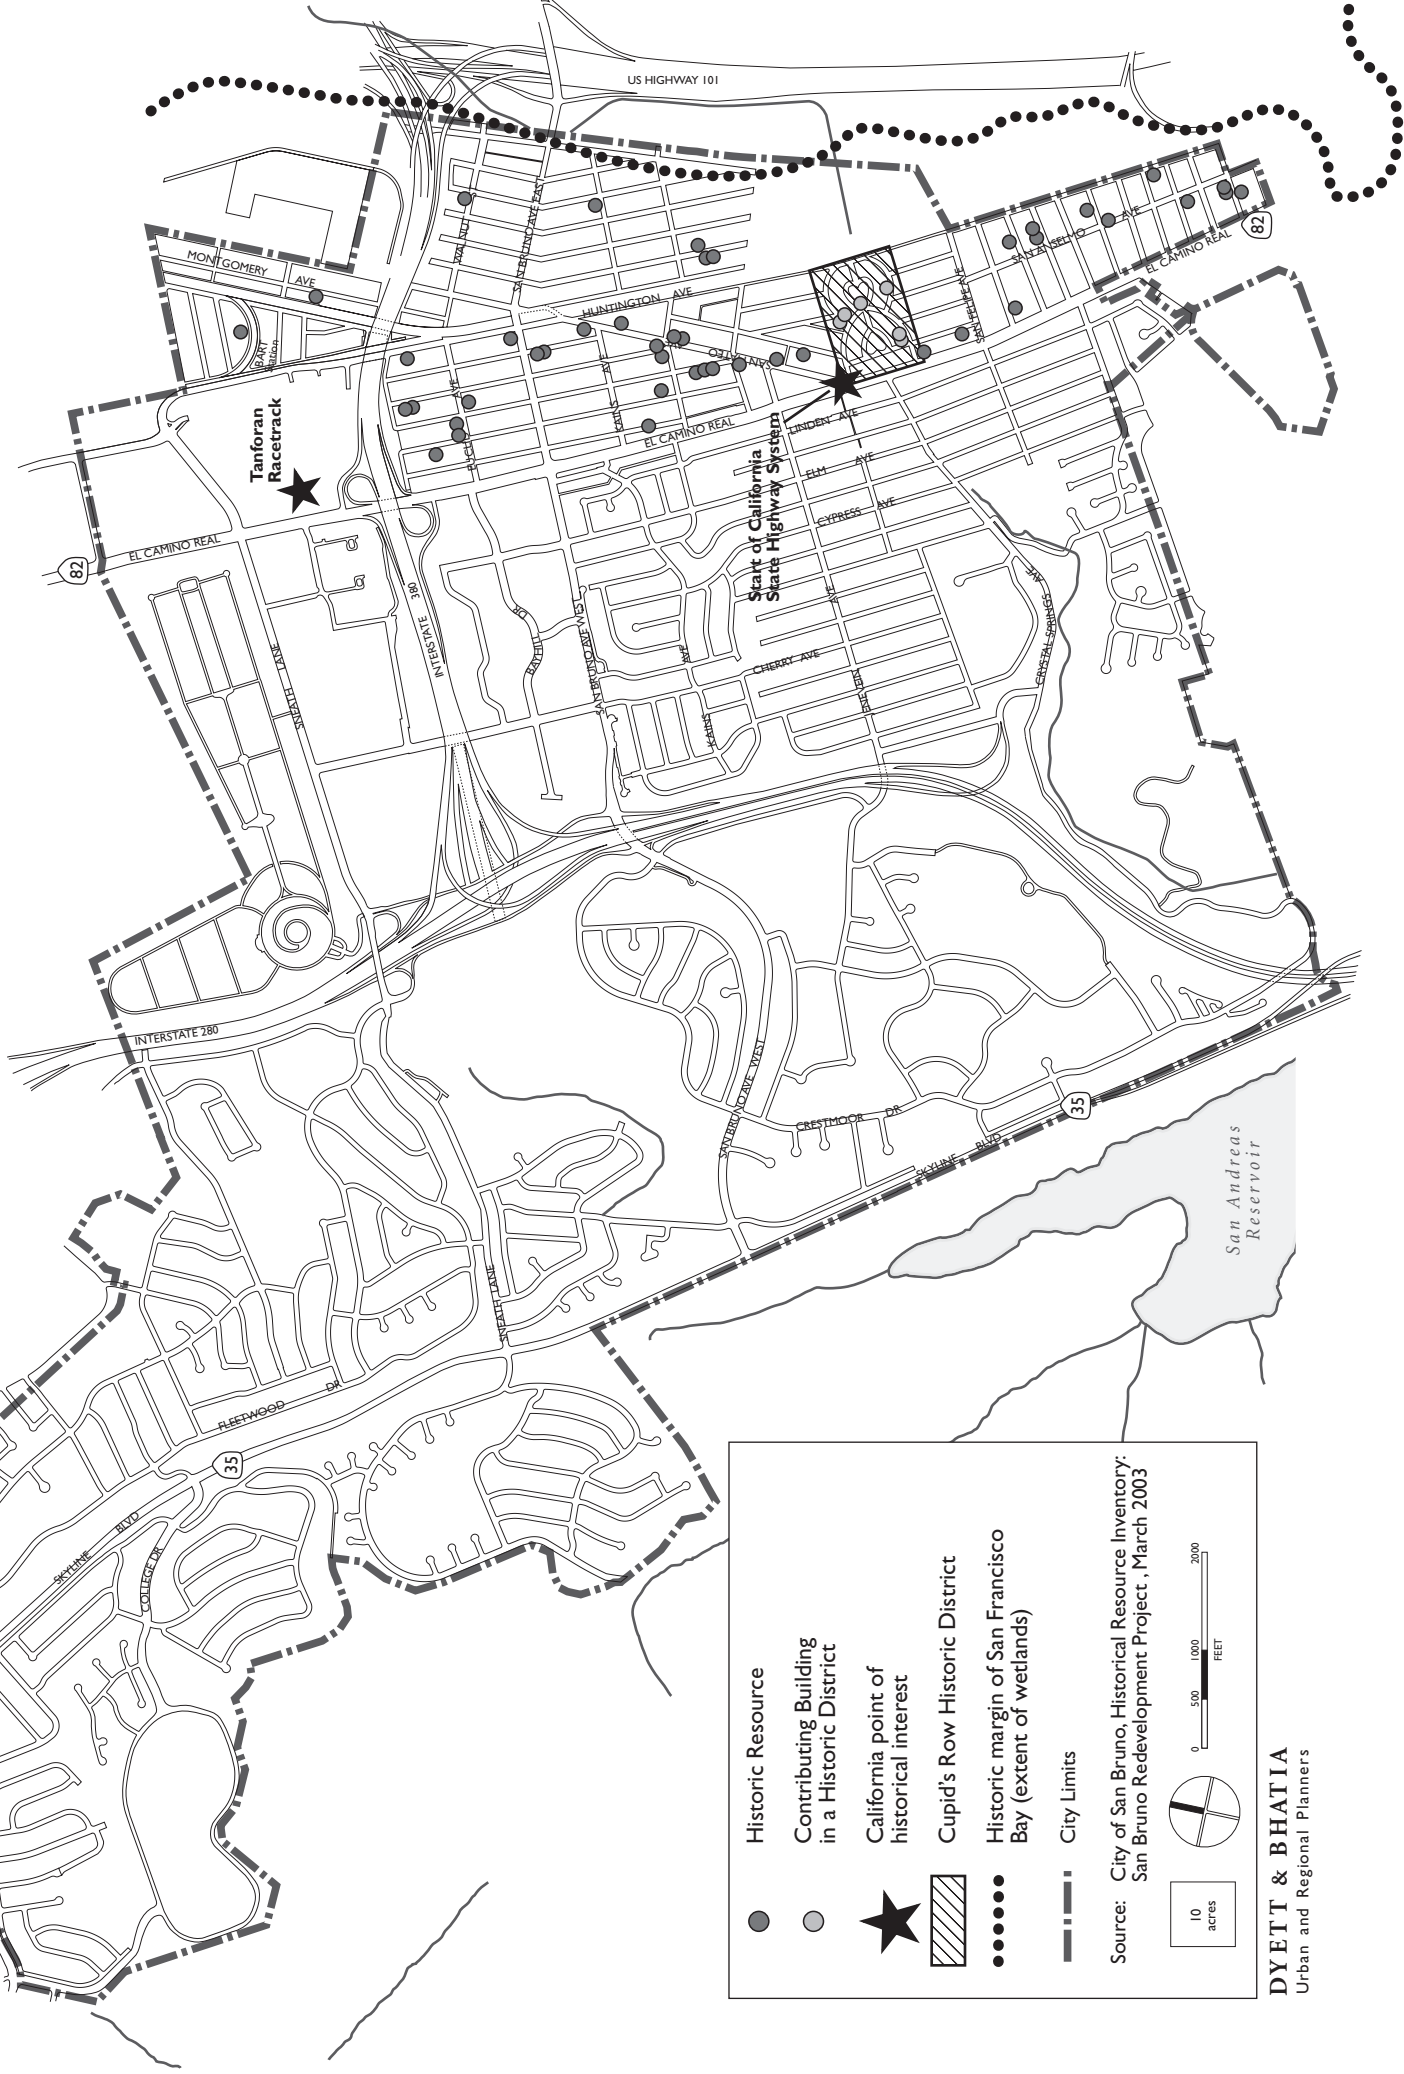 US HIGHWAY 101
MONTGOMERY AVE
BART
Station
WALNUT
SAN BRUNO AVE EAST
HUNTINGTON AVE
SAN MATEO
AVE
KAINS AVE
EL CAMINO REAL
SAN FELIPE AVE
SAN ANSELMO AVE
EL CAMINO REAL
82
Tanforan
Racetrack
Start of California
State Highway System
LINDEN AVE
ELM AVE
CYPRESS AVE
82
EL CAMINO REAL
SNEATH LANE
INTERSTATE 380
BAYHILL DR
SAN BRUNO AVE WEST
KAINS AVE
CHERRY AVE
AVE
CRYSTAL SPRINGS AVE
INTERSTATE 280
SAN BRUNO AVE WEST
CRESTMOOR DR
SKYLINE BLVD
35
San Andreas
Reservoir
SNEATH LANE
FLEETWOOD DR
35
SKYLINE BLVD
COLLEGE DR
Historic Resource
Contributing Building
in a Historic District
California point of
historical interest
Cupid's Row Historic District
Historic margin of San Francisco
Bay (extent of wetlands)
City Limits
Source: City of San Bruno, Historical Resource Inventory:
San Bruno Redevelopment Project , March 2003
10
acres
0 500 1000 2000
FEET
DYETT & BHATIA
Urban and Regional Planners